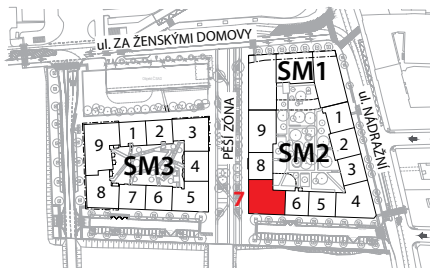 ul. ZA ŽENSKÝMI DOMOVY
SM1
ul. NÁDRAŽNÍ
PĚŠÍ ZÓNA
9 1 2 3
SM3
4
8 7 6 5
9 1
SM2
2
8 3
7
6 5 4